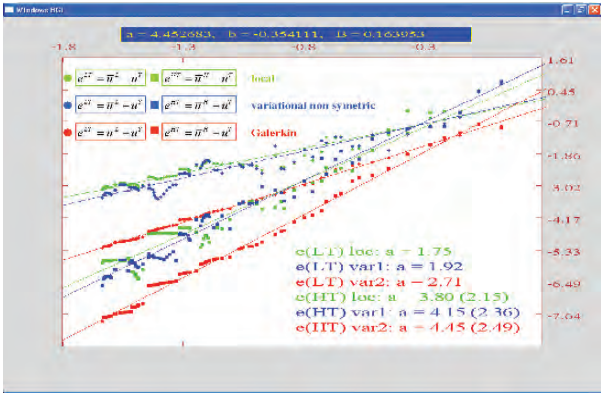 Windows BGI
a = 4.452683, b = -0.354111, B = 0.163953
-1.8 -1.3 -0.8 -0.3
1.61
0.45
-0.71
-1.86
-3.02
-4.17
-5.33
-6.49
-7.64
local
variational non symetric
Galerkin
e(LT) loc: a = 1.75
e(LT) var1: a = 1.92
e(LT) var2: a = 2.71
e(HT) loc: a = 3.80 (2.15)
e(HT) var1: a = 4.15 (2.36)
e(HT) var2: a = 4.45 (2.49)